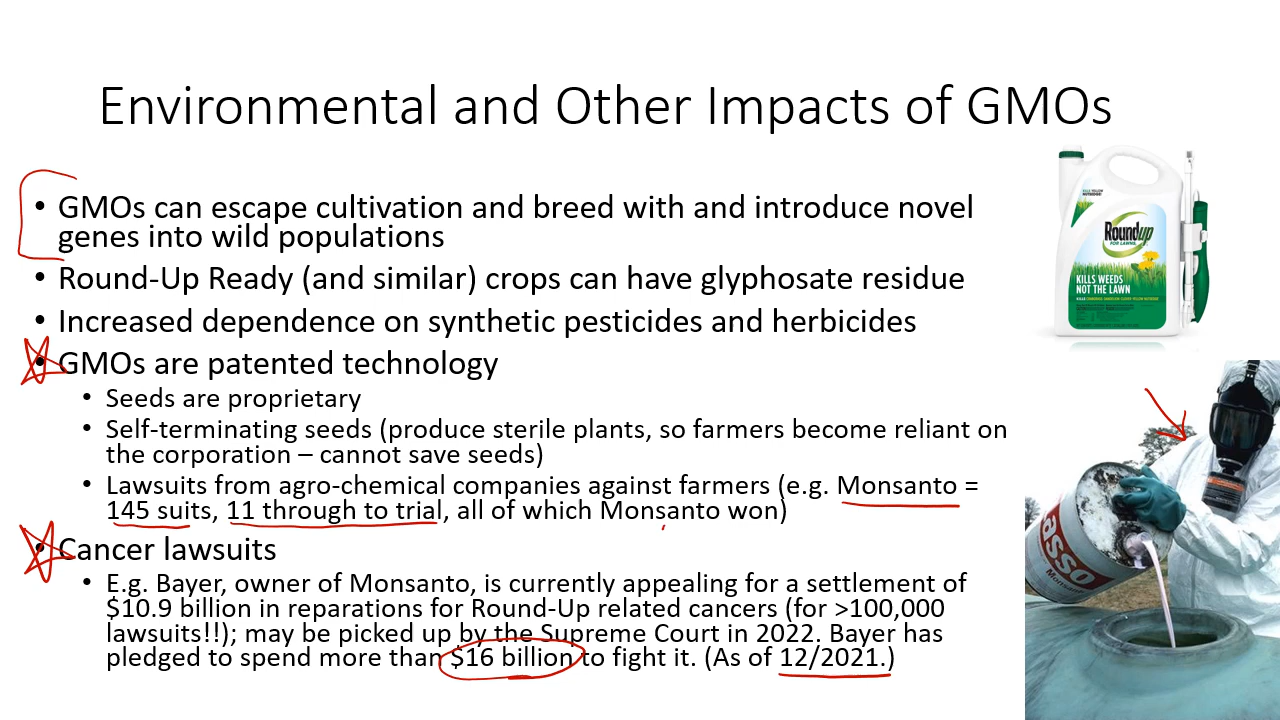 Environmental and Other Impacts of GMOs
• GMOs can escape cultivation and breed with and introduce novel
genes into wild populations
• Round-Up Ready (and similar) crops can have glyphosate residue
• Increased dependence on synthetic pesticides and herbicides
• GMOs are patented technology
• Seeds are proprietary
• Self-terminating seeds (produce sterile plants, so farmers become reliant on
the corporation – cannot save seeds)
• Lawsuits from agro-chemical companies against farmers (e.g. Monsanto =
145 suits, 11 through to trial, all of which Monsanto won)
• Cancer lawsuits
• E.g. Bayer, owner of Monsanto, is currently appealing for a settlement of
$10.9 billion in reparations for Round-Up related cancers (for >100,000
lawsuits!!); may be picked up by the Supreme Court in 2022. Bayer has
pledged to spend more than $16 billion to fight it. (As of 12/2021.)
Roundup
FOR LAWNS
KILLS WEEDS
NOT THE LAWN
asso
Monsanto